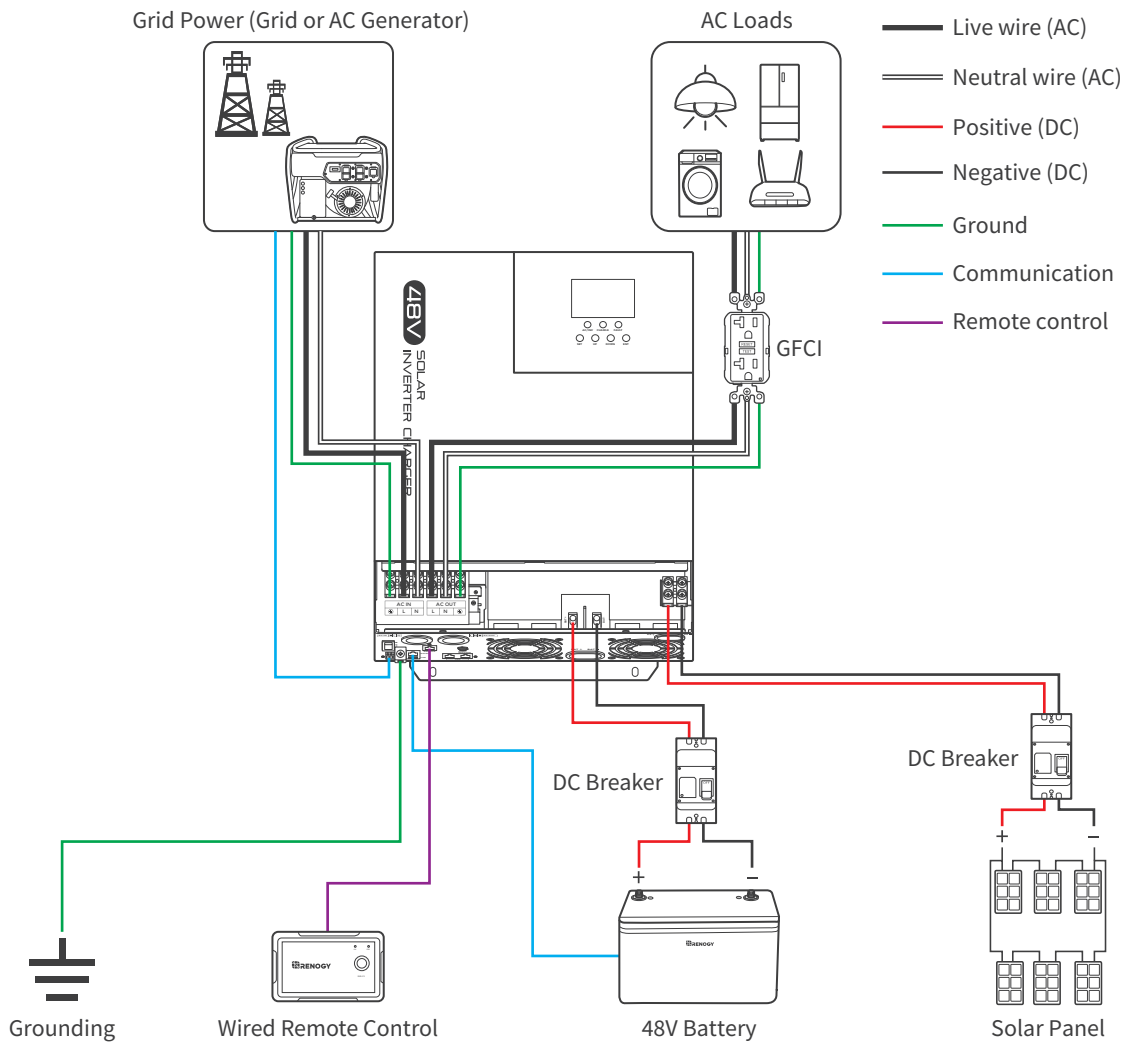 Grid Power (Grid or AC Generator)
AC Loads
Live wire (AC)
Neutral wire (AC)
Positive (DC)
Negative (DC)
Ground
Communication
Remote control
48V
SOLAR
INVERTER CHARGER
GFCI
AC IN
AC OUT
L
N
L
N
DC Breaker
DC Breaker
+
−
+
−
RENOGY
RENOGY
Grounding
Wired Remote Control
48V Battery
Solar Panel